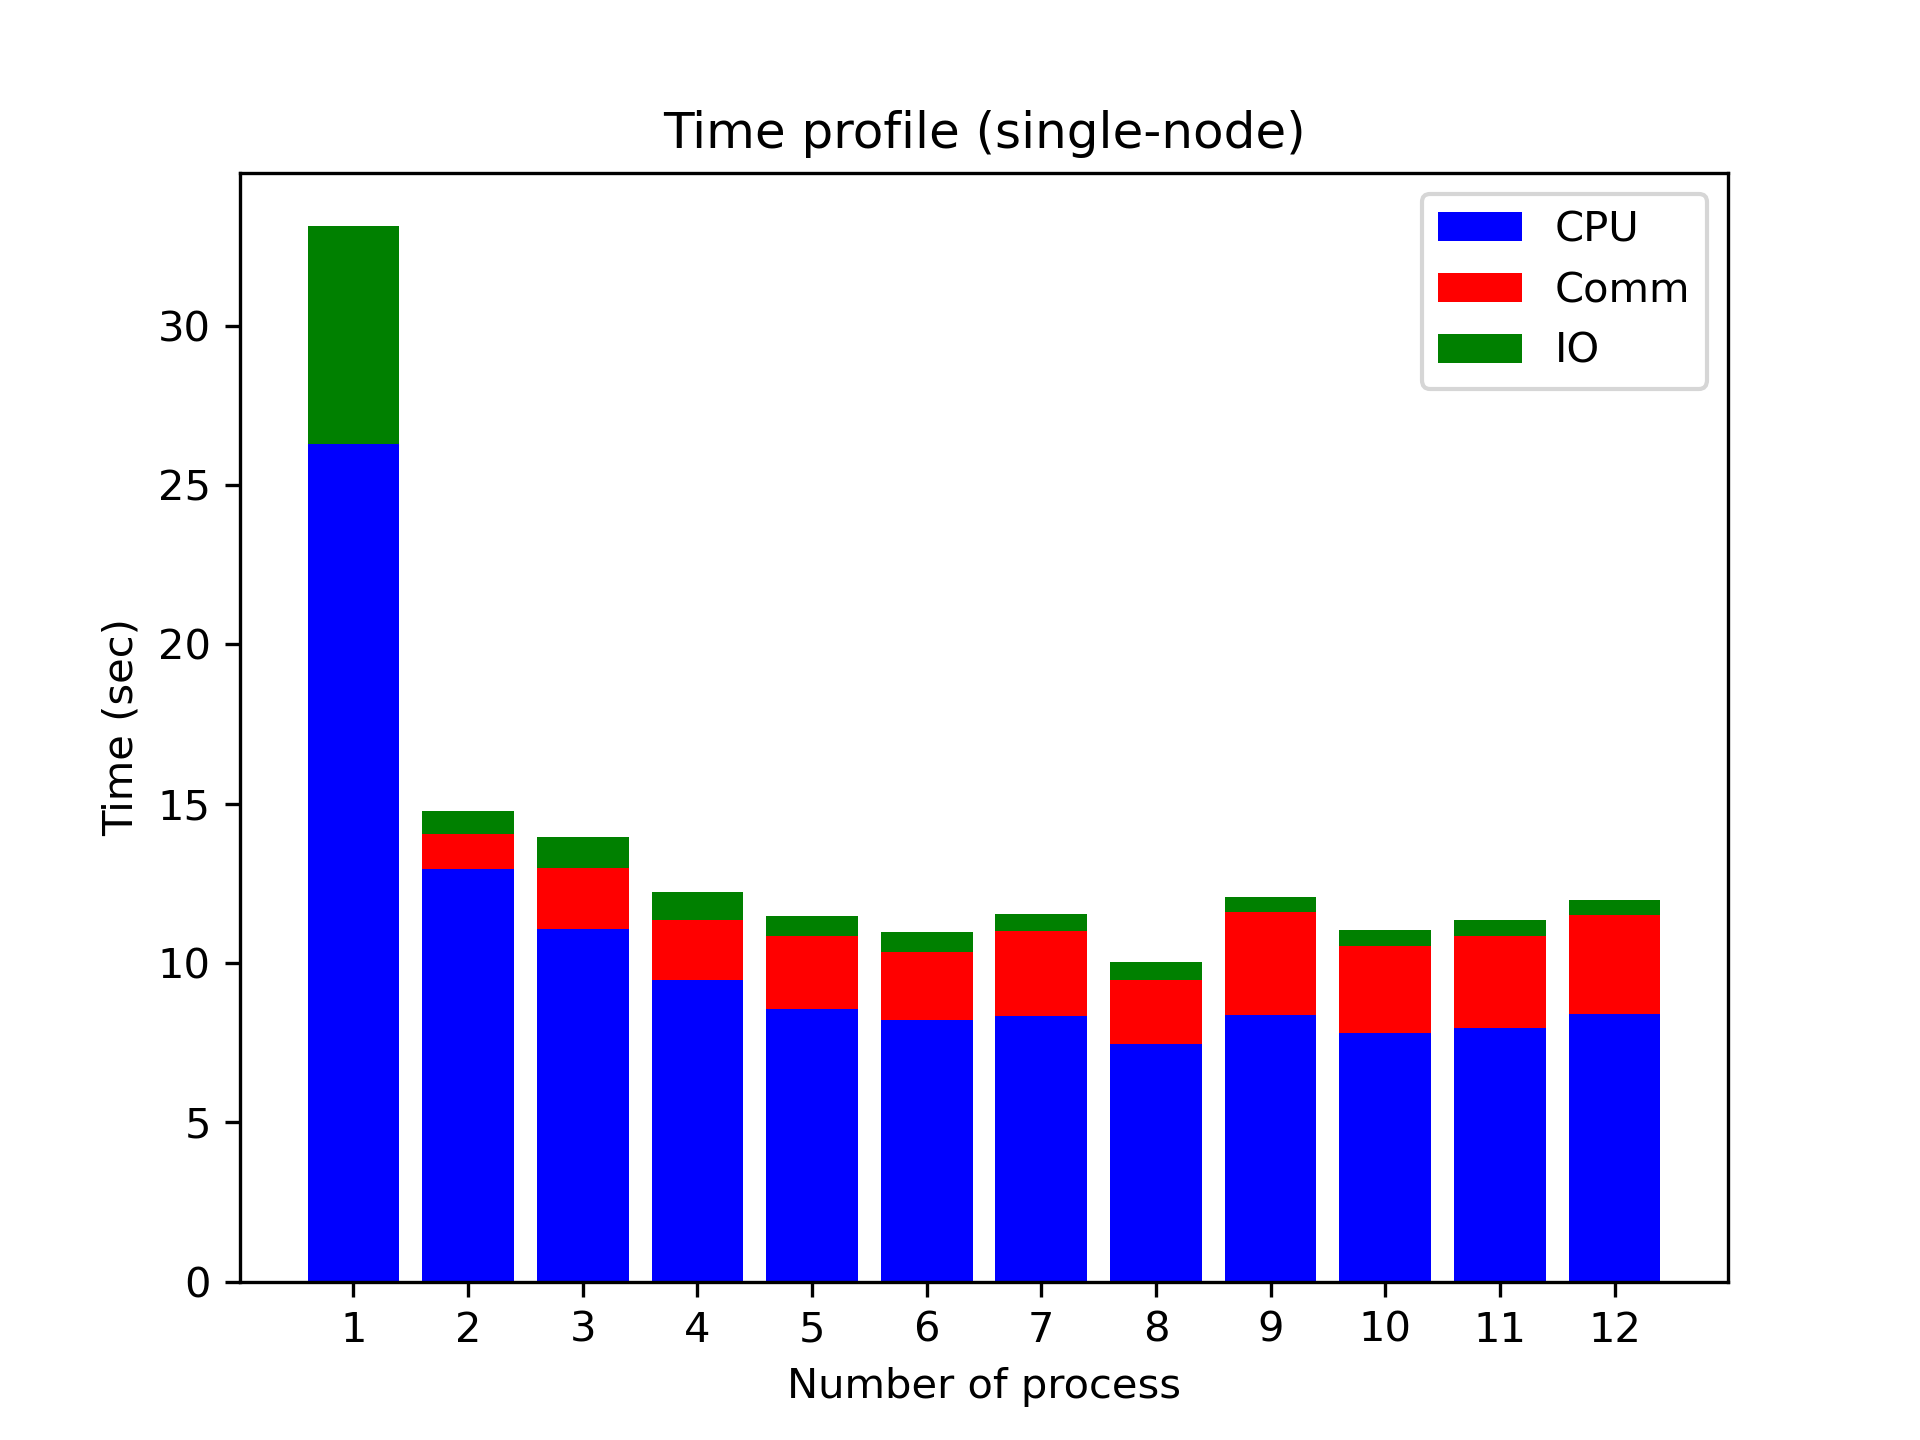 Time profile (single-node)
CPU
Comm
IO
30
25
20
15
10
5
0
Time (sec)
1 2 3 4 5 6 7 8 9 10 11 12
Number of process